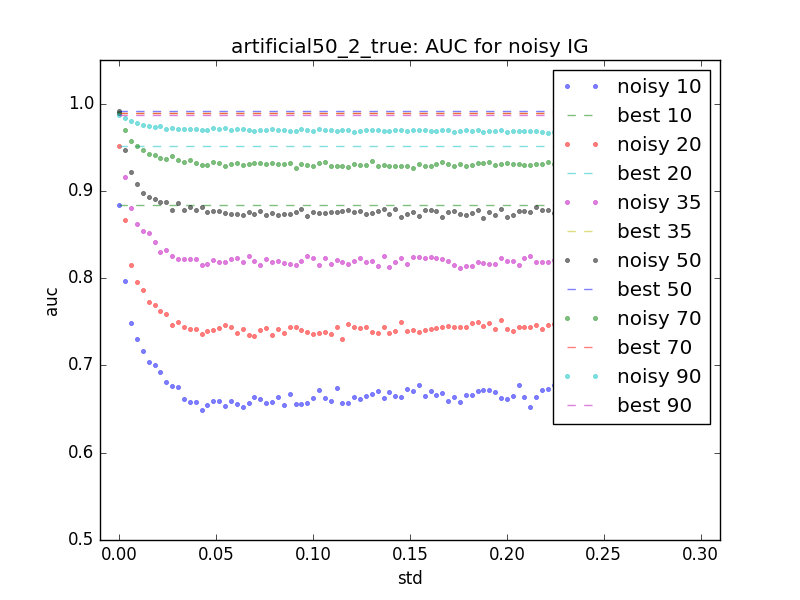 artificial50_2_true: AUC for noisy IG
noisy 10
best 10
noisy 20
best 20
noisy 35
best 35
noisy 50
best 50
noisy 70
best 70
noisy 90
best 90
auc
1.0
0.9
0.8
0.7
0.6
0.5
0.00 0.05 0.10 0.15 0.20 0.25 0.30
std